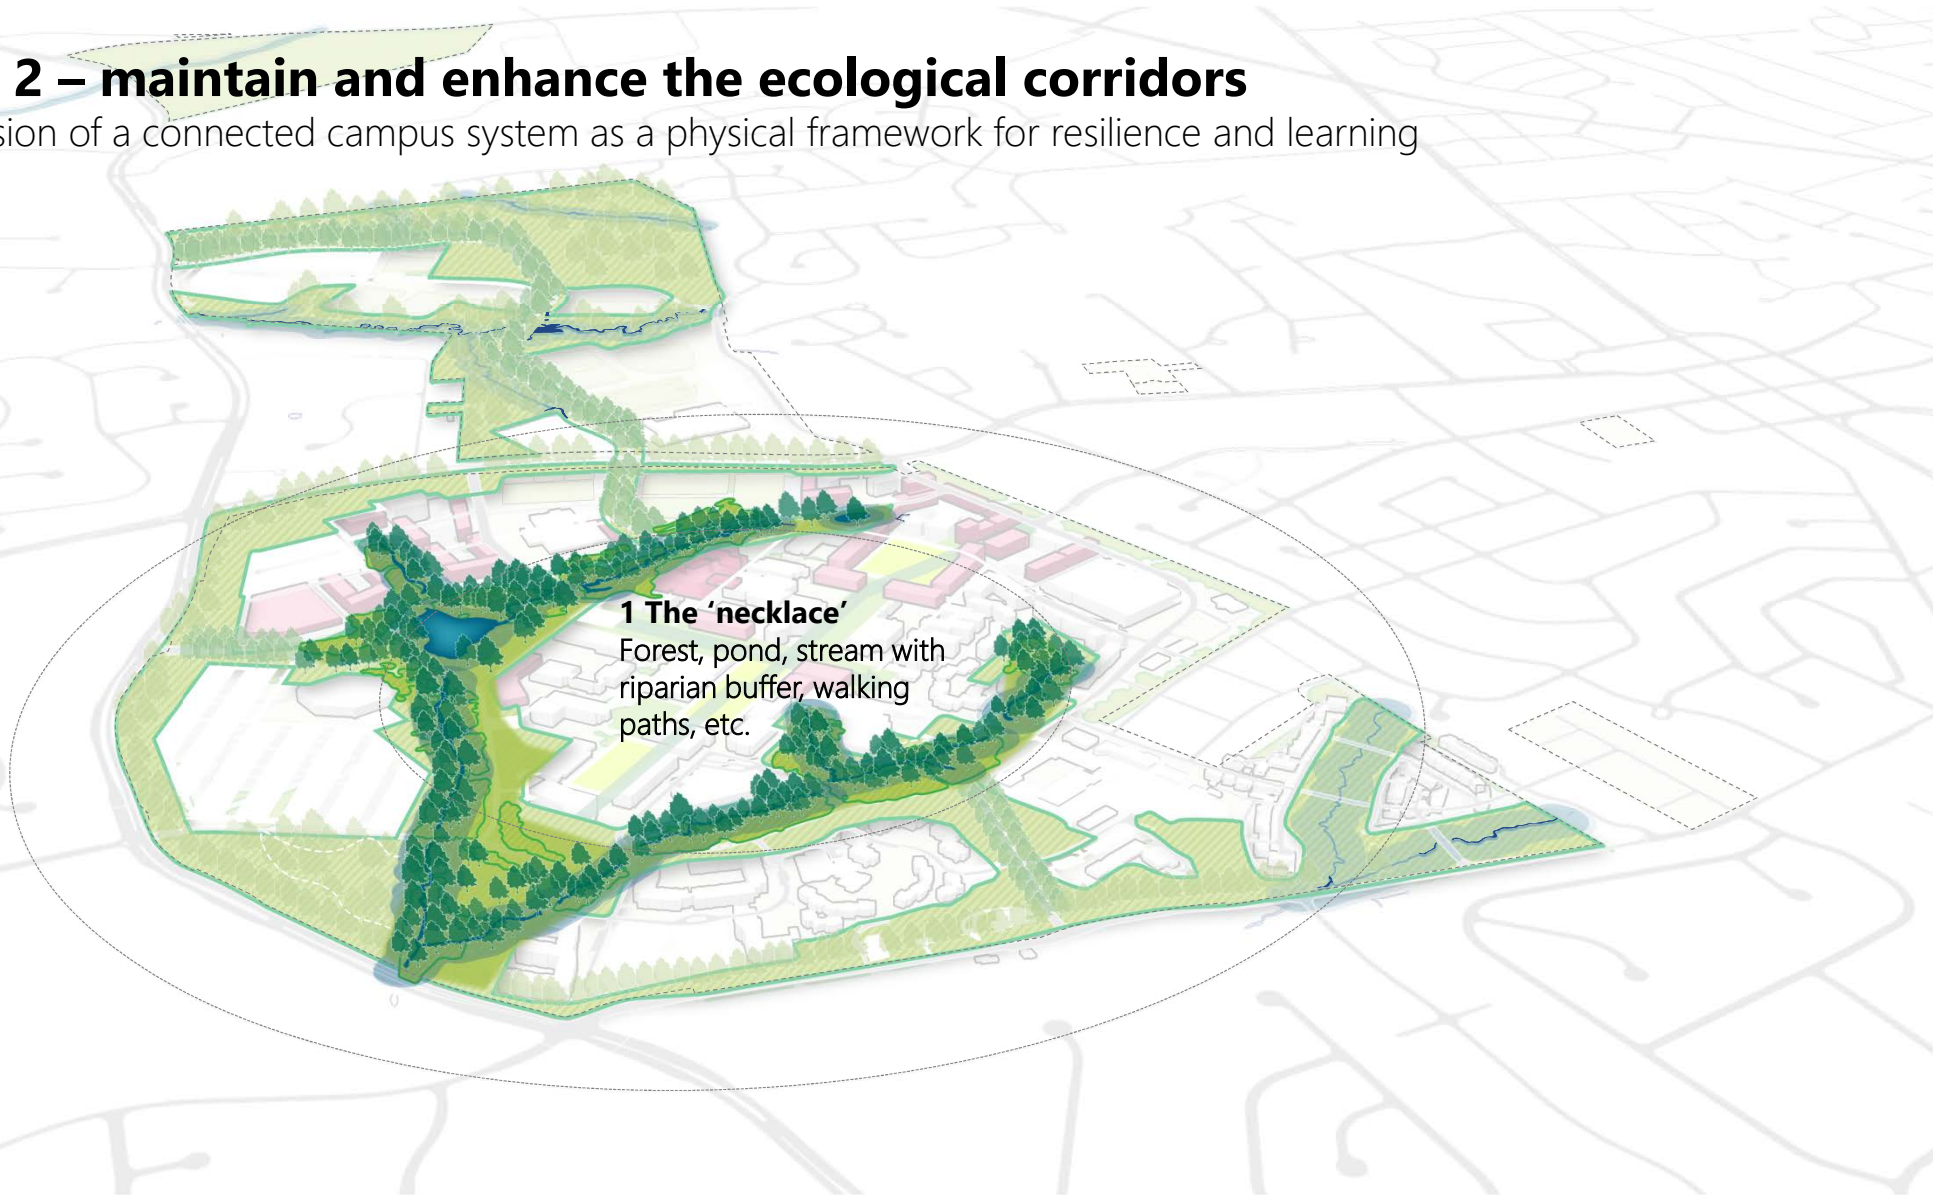 2 – maintain and enhance the ecological corridors
sion of a connected campus system as a physical framework for resilience and learning
1 The ‘necklace’
Forest, pond, stream with
riparian buffer, walking
paths, etc.